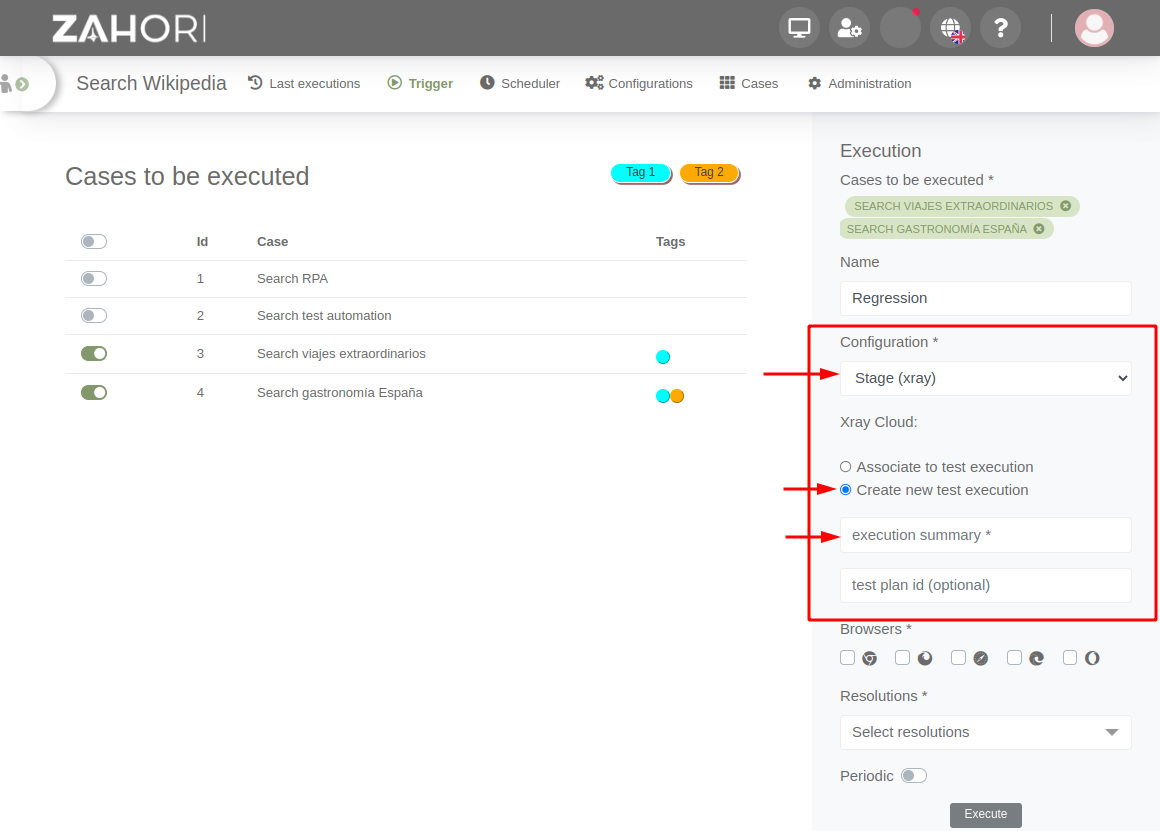 ZAHORI
?
Search Wikipedia
Last executions
Trigger
Scheduler
Configurations
Cases
Administration
Cases to be executed
Tag 1
Tag 2
Id Case Tags
1 Search RPA
2 Search test automation
3 Search viajes extraordinarios
4 Search gastronomía España
Execution
Cases to be executed *
SEARCH VIAJES EXTRAORDINARIOS
SEARCH GASTRONOMÍA ESPAÑA
Name
Regression
Configuration *
Stage (xray)
Xray Cloud:
Associate to test execution
Create new test execution
execution summary *
test plan id (optional)
Browsers *
Resolutions *
Select resolutions
Periodic
Execute